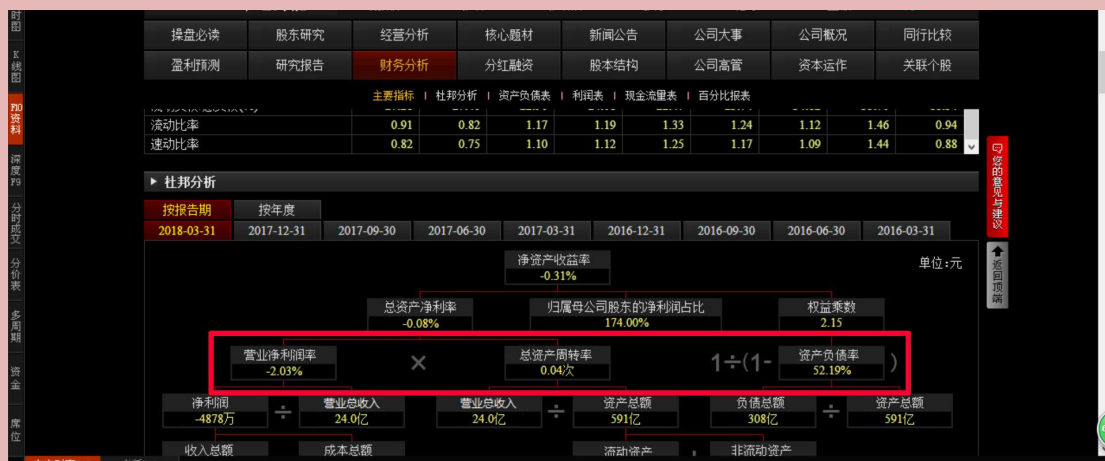 操盘必读 股东研究 经营分析 核心题材 新闻公告 公司大事 公司概况 同行比较
盈利预测 研究报告 财务分析 分红融资 股本结构 公司高管 资本运作 关联个股
主要指标 | 杜邦分析 | 资产负债表 | 利润表 | 现金流量表 | 百分比报表
流动比率 0.91 0.82 1.17 1.19 1.33 1.24 1.12 1.46 0.94
速动比率 0.82 0.75 1.10 1.12 1.25 1.17 1.09 1.44 0.88
杜邦分析
按报告期 按年度
2018-03-31 2017-12-31 2017-09-30 2017-06-30 2017-03-31 2016-12-31 2016-09-30 2016-06-30 2016-03-31
净资产收益率 单位:元
-0.31%
总资产净利率 归属母公司股东的净利润占比 权益乘数
-0.08% 174.00% 2.15
营业净利润率 × 总资产周转率 1÷(1- 资产负债率 )
-2.03% 0.04次 52.19%
净利润 ÷ 营业总收入 营业总收入 ÷ 资产总额 负债总额 ÷ 资产总额
-4878万 24.0亿 24.0亿 591亿 308亿 591亿
收入总额 成本总额 流动资产 + 非流动资产
时图
K线图
F10资料
深度F9
分时成交
分价表
多周期
资金
席位
您的意见与建议
返回顶端